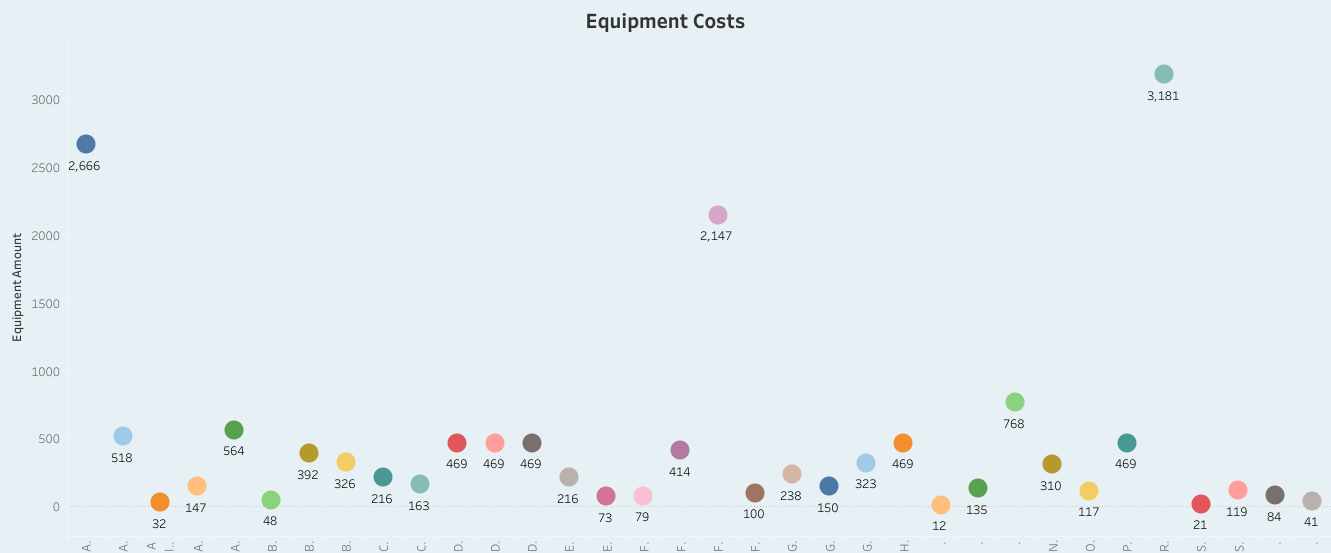 Equipment Costs
Equipment Amount
3000
2500
2000
1500
1000
500
0
2,666
518
32
147
564
48
392
326
216
163
469
469
469
216
73
79
414
2,147
100
238
150
323
469
12
135
768
310
117
469
3,181
21
119
84
41
A.
A.
A
I..
A.
A.
B.
B.
B.
C.
C.
D.
D.
D.
E.
E.
F.
F.
F.
F.
G.
G.
G.
H.
.
.
.
N.
O.
P.
R.
S.
S.
.
.